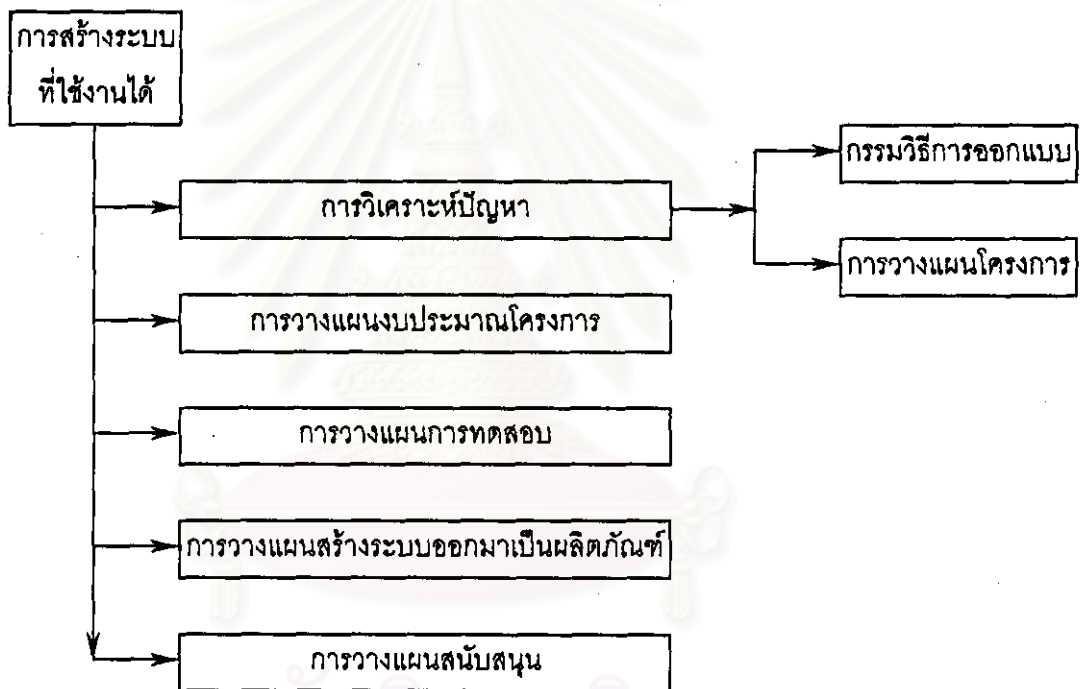 การสร้างระบบ
ที่ใช้งานได้
กรรมวิธีการออกแบบ
การวิเคราะห์ปัญหา
การวางแผนโครงการ
การวางแผนงบประมาณโครงการ
การวางแผนการทดสอบ
การวางแผนสร้างระบบออกมาเป็นผลิตภัณฑ์
การวางแผนสนับสนุน